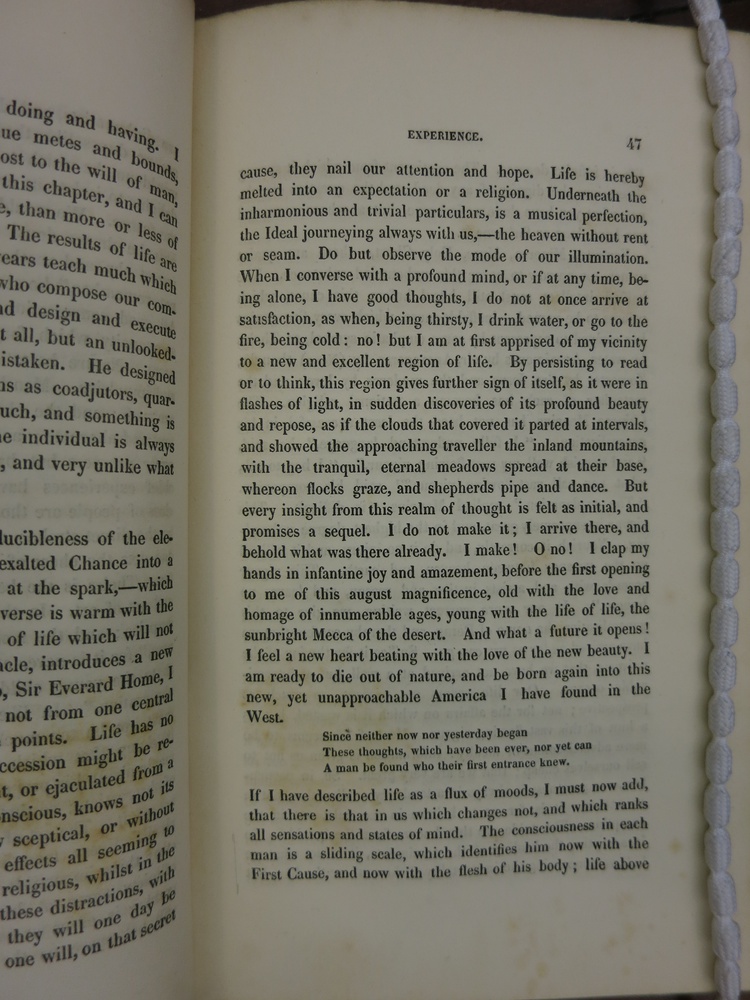 doing and having. I
ue metes and bounds,
ost to the will of man,
this chapter, and I can
e, than more or less of
The results of life are
ears teach much which
who compose our com-
nd design and execute
t all, but an unlooked-
istaken. He designed
ns as coadjutors, quar-
uch, and something is
e individual is always
, and very unlike what
ducibleness of the ele-
exalted Chance into a
at the spark,—which
verse is warm with the
of life which will not
acle, introduces a new
o, Sir Everard Home, I
not from one central
points. Life has no
ccession might be re-
t, or ejaculated from a
nscious, knows not its
y sceptical, or without
effects all seeming to
religious, whilst in the
these distractions, with
they will one day be
one will, on that secret
EXPERIENCE. 47
cause, they nail our attention and hope. Life is hereby
melted into an expectation or a religion. Underneath the
inharmonious and trivial particulars, is a musical perfection,
the Ideal journeying always with us,—the heaven without rent
or seam. Do but observe the mode of our illumination.
When I converse with a profound mind, or if at any time, be-
ing alone, I have good thoughts, I do not at once arrive at
satisfaction, as when, being thirsty, I drink water, or go to the
fire, being cold: no! but I am at first apprised of my vicinity
to a new and excellent region of life. By persisting to read
or to think, this region gives further sign of itself, as it were in
flashes of light, in sudden discoveries of its profound beauty
and repose, as if the clouds that covered it parted at intervals,
and showed the approaching traveller the inland mountains,
with the tranquil, eternal meadows spread at their base,
whereon flocks graze, and shepherds pipe and dance. But
every insight from this realm of thought is felt as initial, and
promises a sequel. I do not make it; I arrive there, and
behold what was there already. I make! O no! I clap my
hands in infantine joy and amazement, before the first opening
to me of this august magnificence, old with the love and
homage of innumerable ages, young with the life of life, the
sunbright Mecca of the desert. And what a future it opens!
I feel a new heart beating with the love of the new beauty. I
am ready to die out of nature, and be born again into this
new, yet unapproachable America I have found in the
West.
Since neither now nor yesterday began
These thoughts, which have been ever, nor yet can
A man be found who their first entrance knew.
If I have described life as a flux of moods, I must now add,
that there is that in us which changes not, and which ranks
all sensations and states of mind. The consciousness in each
man is a sliding scale, which identifies him now with the
First Cause, and now with the flesh of his body; life above